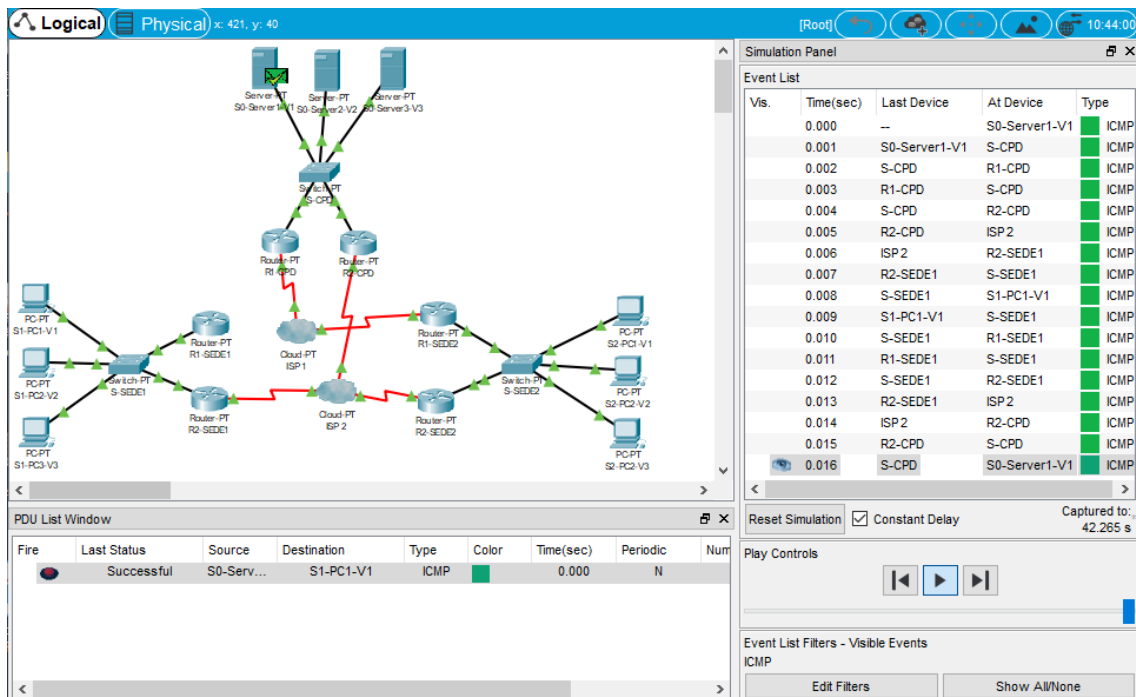 Logical Physical x: 421, y: 40 [Root] 10:44:00
Server-PT
S0-Server1-V1
Server-PT
S0-Server2-V2
Server-PT
S0-Server3-V3
Switch-PT
S-CPD
Router-PT
R1-CPD
Router-PT
R2-CPD
PC-PT
S1-PC1-V1
Router-PT
R1-SEDE1
Cloud-PT
ISP 1
Router-PT
R1-SEDE2
PC-PT
S2-PC1-V1
PC-PT
S1-PC2-V2
Switch-PT
S-SEDE1
Switch-PT
S-SEDE2
PC-PT
S2-PC2-V2
Router-PT
R2-SEDE1
Cloud-PT
ISP 2
Router-PT
R2-SEDE2
PC-PT
S1-PC3-V3
PC-PT
S2-PC2-V3
PDU List Window
Fire Last Status Source Destination Type Color Time(sec) Periodic Num
Successful S0-Serv... S1-PC1-V1 ICMP 0.000 N
Simulation Panel
Event List
Vis. Time(sec) Last Device At Device Type
0.000 -- S0-Server1-V1 ICMP
0.001 S0-Server1-V1 S-CPD ICMP
0.002 S-CPD R1-CPD ICMP
0.003 R1-CPD S-CPD ICMP
0.004 S-CPD R2-CPD ICMP
0.005 R2-CPD ISP 2 ICMP
0.006 ISP 2 R2-SEDE1 ICMP
0.007 R2-SEDE1 S-SEDE1 ICMP
0.008 S-SEDE1 S1-PC1-V1 ICMP
0.009 S1-PC1-V1 S-SEDE1 ICMP
0.010 S-SEDE1 R1-SEDE1 ICMP
0.011 R1-SEDE1 S-SEDE1 ICMP
0.012 S-SEDE1 R2-SEDE1 ICMP
0.013 R2-SEDE1 ISP 2 ICMP
0.014 ISP 2 R2-CPD ICMP
0.015 R2-CPD S-CPD ICMP
0.016 S-CPD S0-Server1-V1 ICMP
Reset Simulation Constant Delay Captured to:
42.265 s
Play Controls
Event List Filters - Visible Events
ICMP
Edit Filters Show All/None